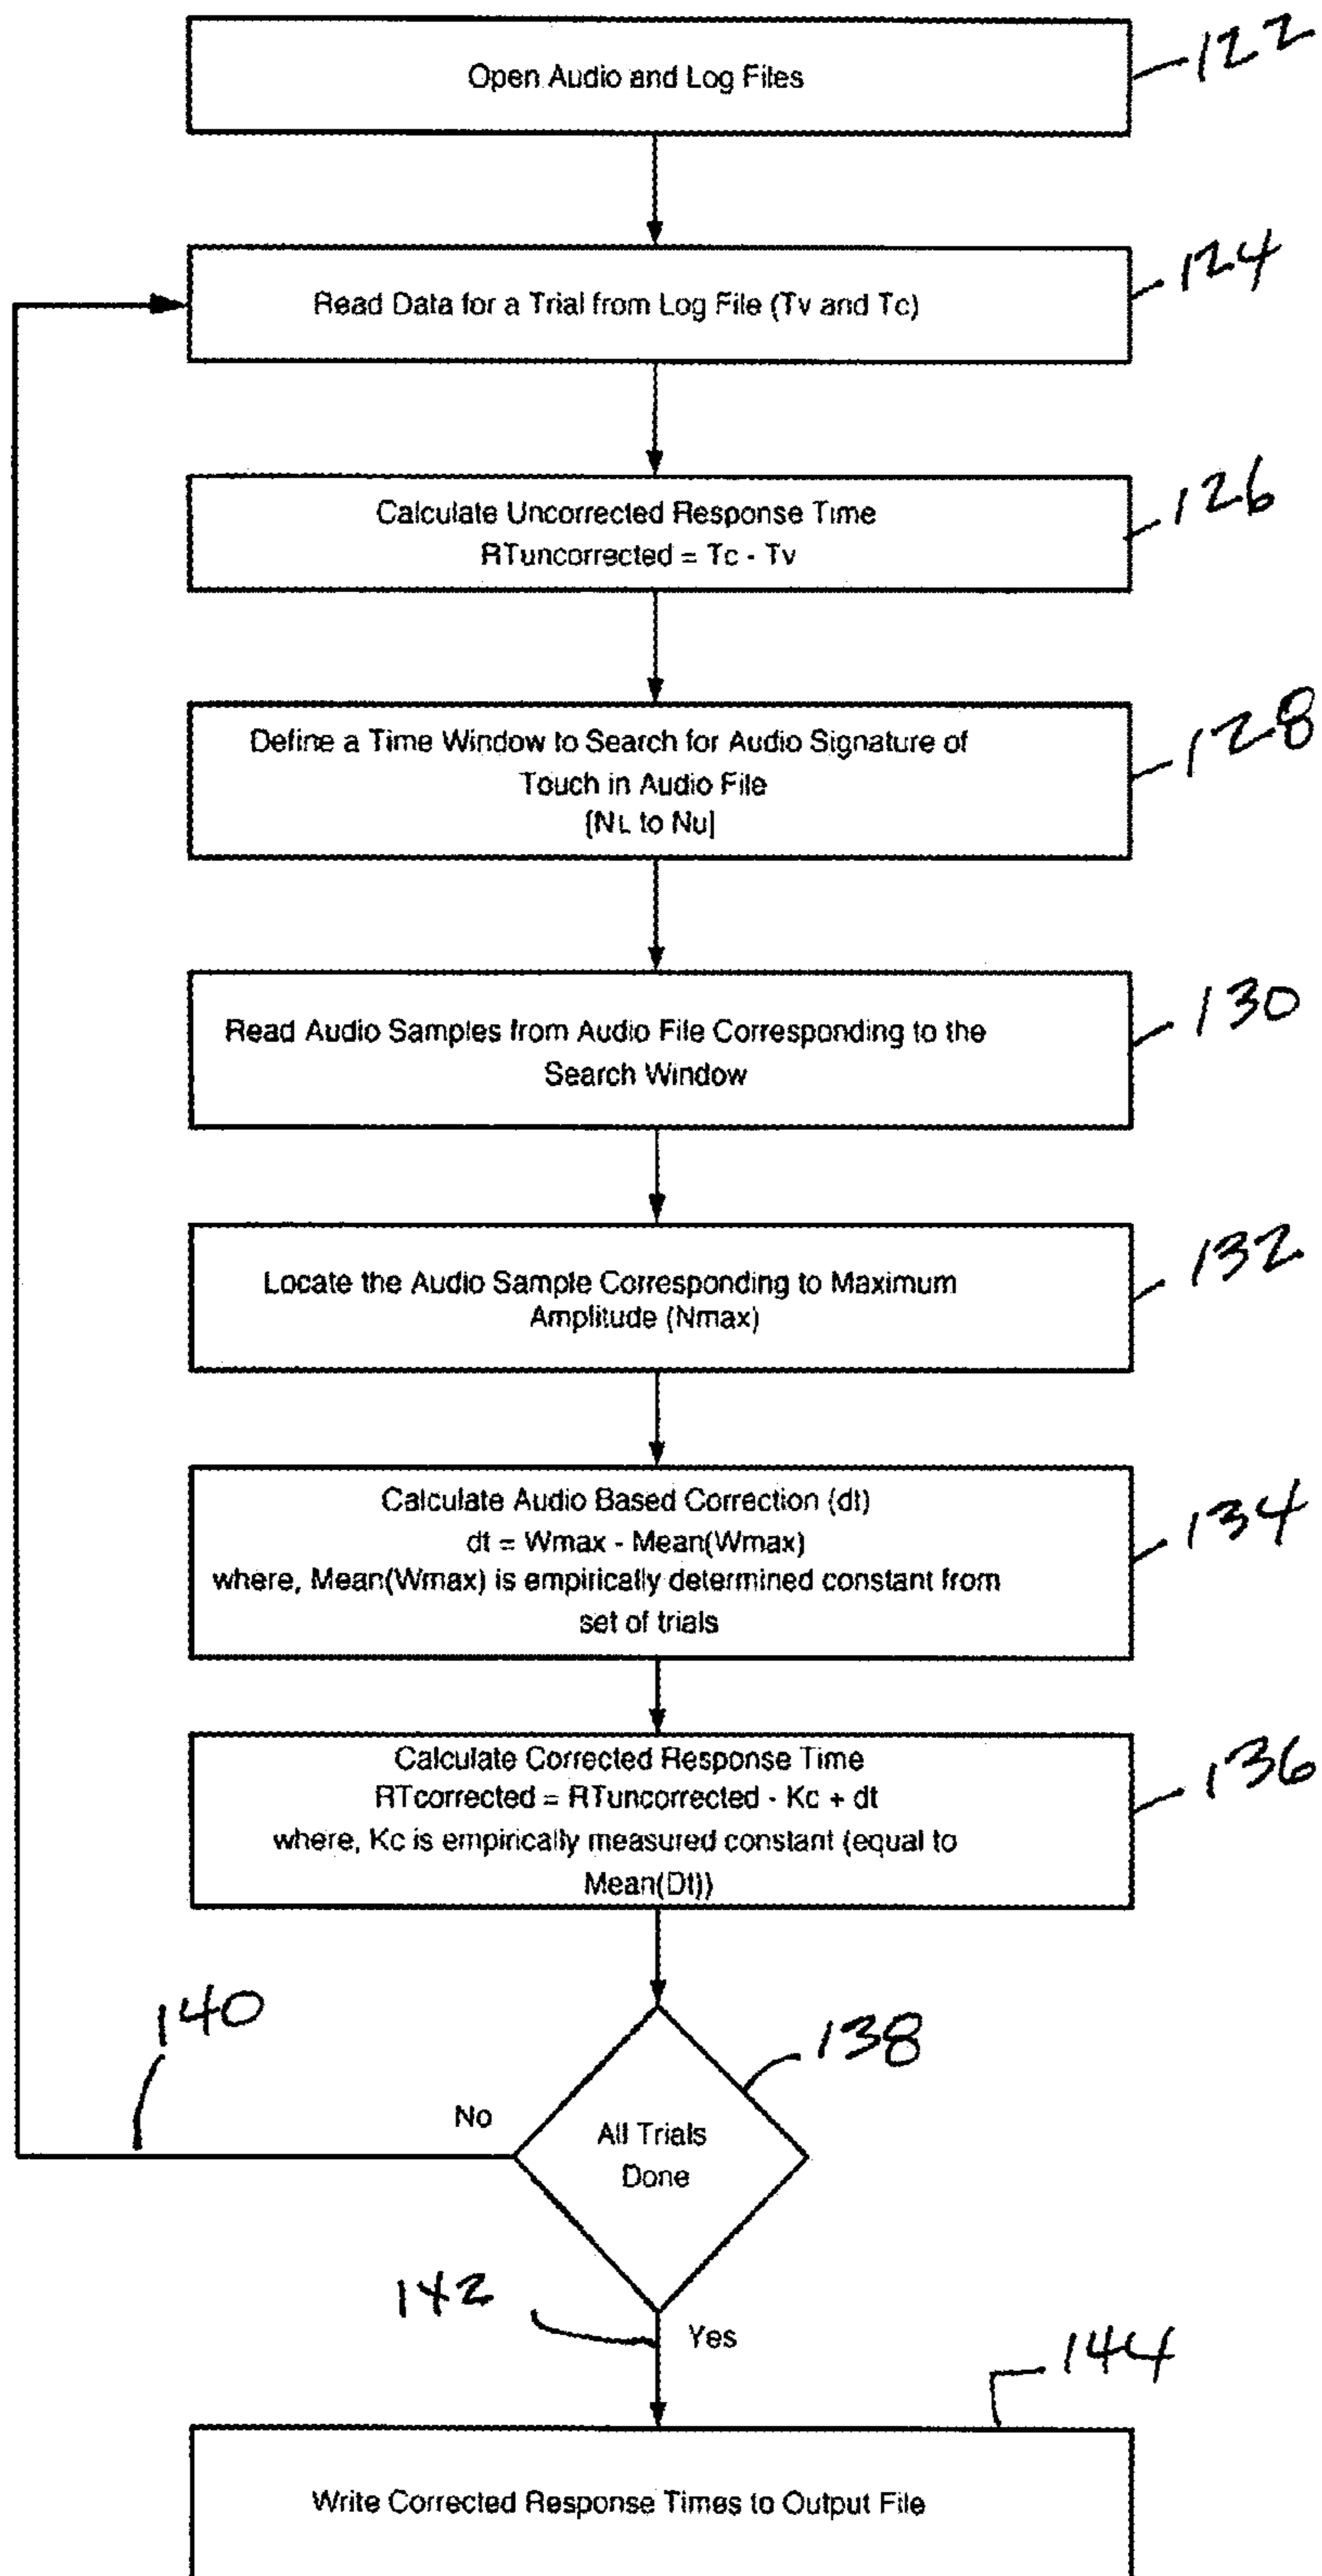 Open Audio and Log Files
122
Read Data for a Trial from Log File (Tv and Tc)
124
Calculate Uncorrected Response Time
RTuncorrected = Tc - Tv
126
Define a Time Window to Search for Audio Signature of
Touch in Audio File
[NL to Nu]
128
Read Audio Samples from Audio File Corresponding to the
Search Window
130
Locate the Audio Sample Corresponding to Maximum
Amplitude (Nmax)
132
Calculate Audio Based Correction (dt)
dt = Wmax - Mean(Wmax)
where, Mean(Wmax) is empirically determined constant from
set of trials
134
Calculate Corrected Response Time
RTcorrected = RTuncorrected - Kc + dt
where, Kc is empirically measured constant (equal to
Mean(Dt))
136
140
138
No
All Trials
Done
142
Yes
144
Write Corrected Response Times to Output File